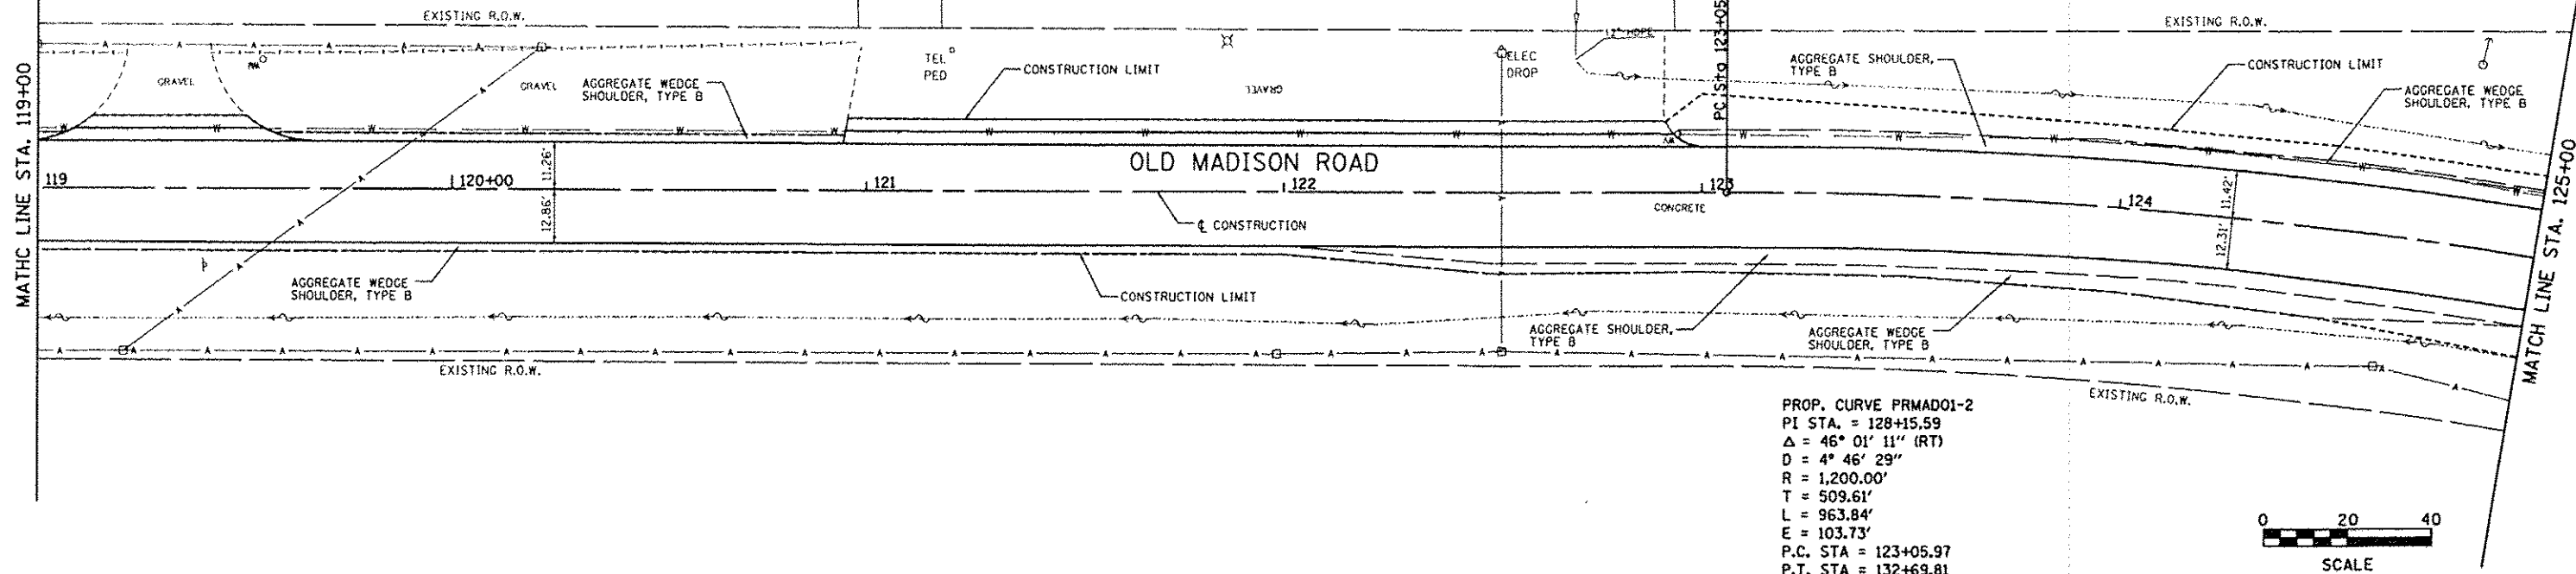 EXISTING R.O.W.
EXISTING R.O.W.
MATHC LINE STA. 119+00
GRAVEL
GRAVEL
AGGREGATE WEDGE
SHOULDER, TYPE B
TEL
PED
CONSTRUCTION LIMIT
GRAVEL
ELEC
DROP
12" HDPE
PC Sta 123+05
AGGREGATE SHOULDER,
TYPE B
CONSTRUCTION LIMIT
AGGREGATE WEDGE
SHOULDER, TYPE B
OLD MADISON ROAD
119
120+00
11.26'
12.86'
121
122
123
124
11.42'
12.31'
℄ CONSTRUCTION
CONCRETE
AGGREGATE WEDGE
SHOULDER, TYPE B
CONSTRUCTION LIMIT
AGGREGATE SHOULDER,
TYPE B
AGGREGATE WEDGE
SHOULDER, TYPE B
EXISTING R.O.W.
EXISTING R.O.W.
MATCH LINE STA. 125+00
PROP. CURVE PRMAD01-2
PI STA. = 128+15.59
Δ = 46° 01' 11" (RT)
D = 4° 46' 29"
R = 1,200.00'
T = 509.61'
L = 963.84'
E = 103.73'
P.C. STA = 123+05.97
P.T. STA = 132+69.81
0 20 40
SCALE